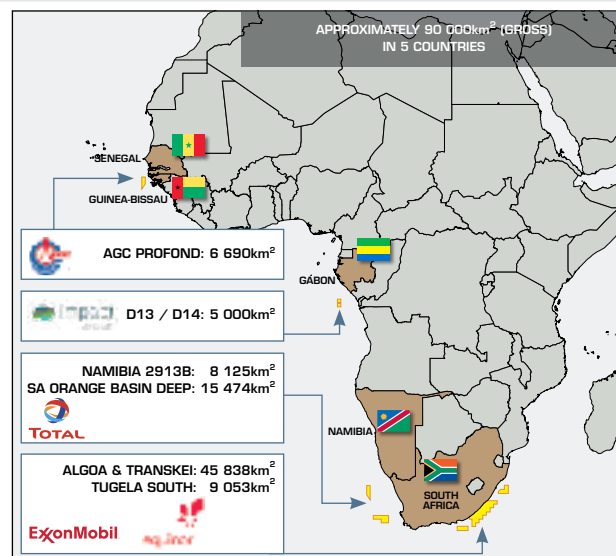 APPROXIMATELY 90 000km² (GROSS)
IN 5 COUNTRIES
SENEGAL
GUINEA-BISSAU
AGC PROFOND: 6 690km²
GÁBON
impact
D13 / D14: 5 000km²
NAMIBIA 2913B: 8 125km²
SA ORANGE BASIN DEEP: 15 474km²
TOTAL
NAMIBIA
SOUTH
AFRICA
ALGOA & TRANSKEI: 45 838km²
TUGELA SOUTH: 9 053km²
ExxonMobil
equinor